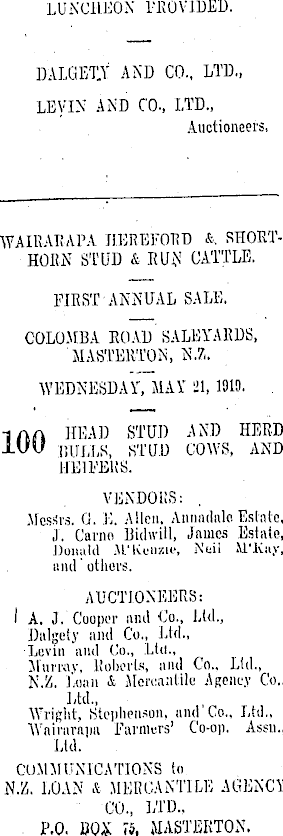 LUNCHEON PROVIDED.
DALGETY AND CO., LTD.,
LEVIN AND CO., LTD.,
Auctioneers.
WAIRARAPA HEREFORD & SHORT-
HORN STUD & RUN CATTLE.
FIRST ANNUAL SALE.
COLOMBA ROAD SALEYARDS,
MASTERTON, N.Z.
WEDNESDAY, MAY 21, 1919.
100 HEAD STUD AND HERD
BULLS, STUD COWS, AND
HEIFERS.
VENDORS:
Messrs. G. E. Allen, Annadale Estate,
J. Carne Bidwill, James Estate,
Donald M'Kenzie, Neil M'Kay,
and others.
AUCTIONEERS:
A. J. Cooper and Co., Ltd.,
Dalgety and Co., Ltd.,
Levin and Co., Ltd.,
Murray, Roberts, and Co., Ltd.,
N.Z. Loan & Mercantile Agency Co.,
Ltd.,
Wright, Stephenson, and Co., Ltd.,
Wairarapa Farmers' Co-op. Assn.,
Ltd.
COMMUNICATIONS to
N.Z. LOAN & MERCANTILE AGENCY
CO., LTD.,
P.O. BOX 75, MASTERTON.